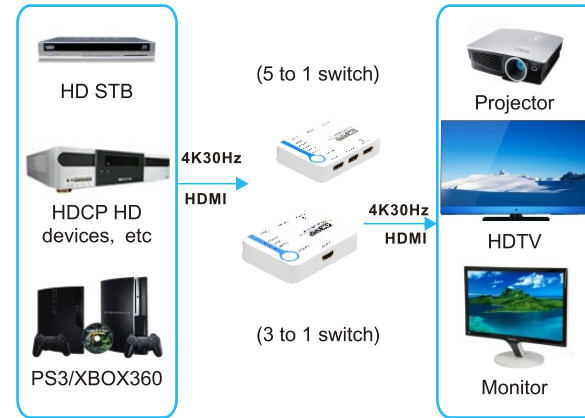 HD STB
HDCP HD
devices, etc
PS3/XBOX360
4K30Hz
HDMI
(5 to 1 switch)
(3 to 1 switch)
4K30Hz
HDMI
Projector
HDTV
Monitor